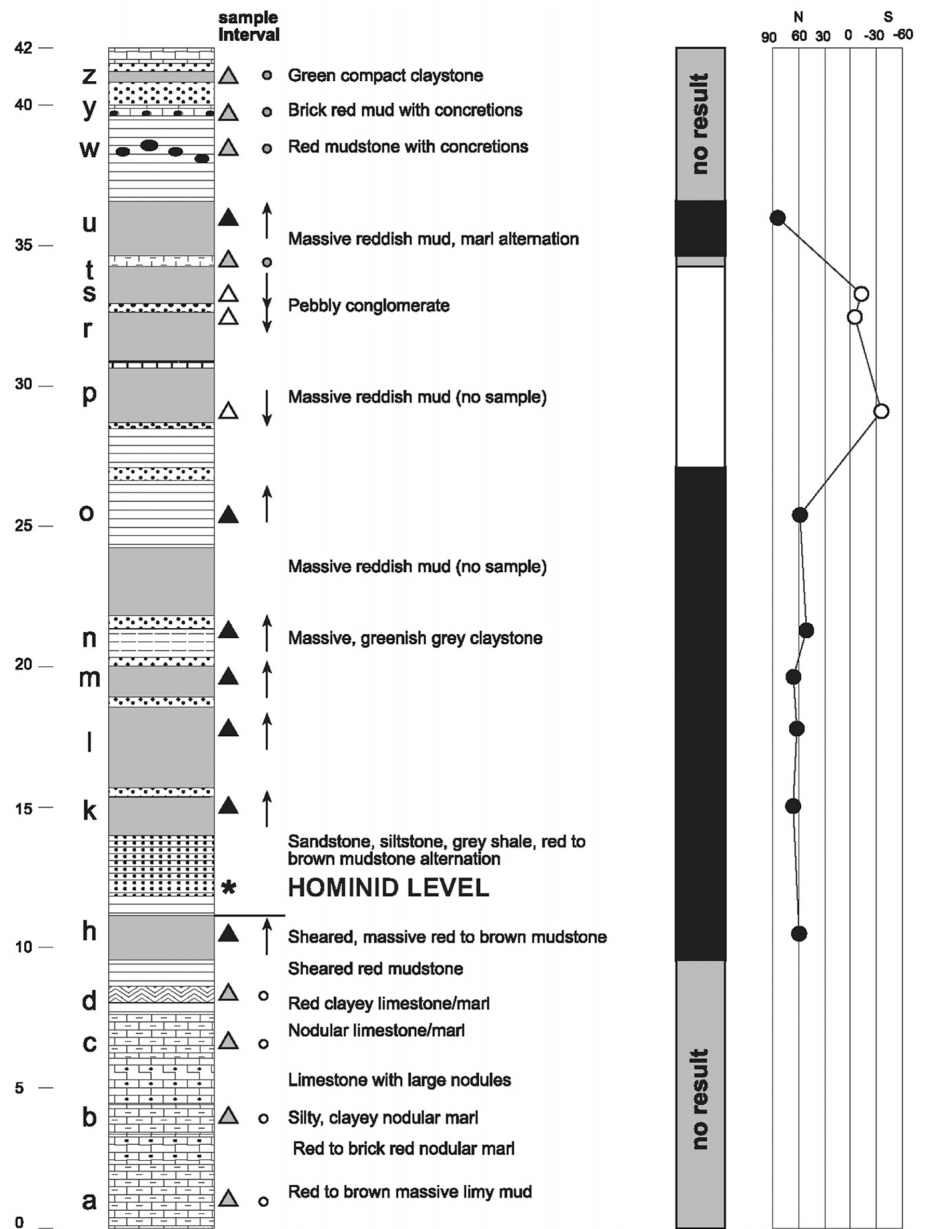 sample
interval
N S
90 60 30 0 -30 -60
42
no result
z Green compact claystone
40
y Brick red mud with concretions
w Red mudstone with concretions
u
Massive reddish mud, marl alternation
35
t
s
Pebbly conglomerate
r
30
p Massive reddish mud (no sample)
o
25
Massive reddish mud (no sample)
n Massive, greenish grey claystone
20
m
l
15
k
Sandstone, siltstone, grey shale, red to
brown mudstone alternation
* HOMINID LEVEL
h Sheared, massive red to brown mudstone
10
Sheared red mudstone
d Red clayey limestone/marl
Nodular limestone/marl
c
no result
5
Limestone with large nodules
b Silty, clayey nodular marl
Red to brick red nodular marl
a Red to brown massive limy mud
0